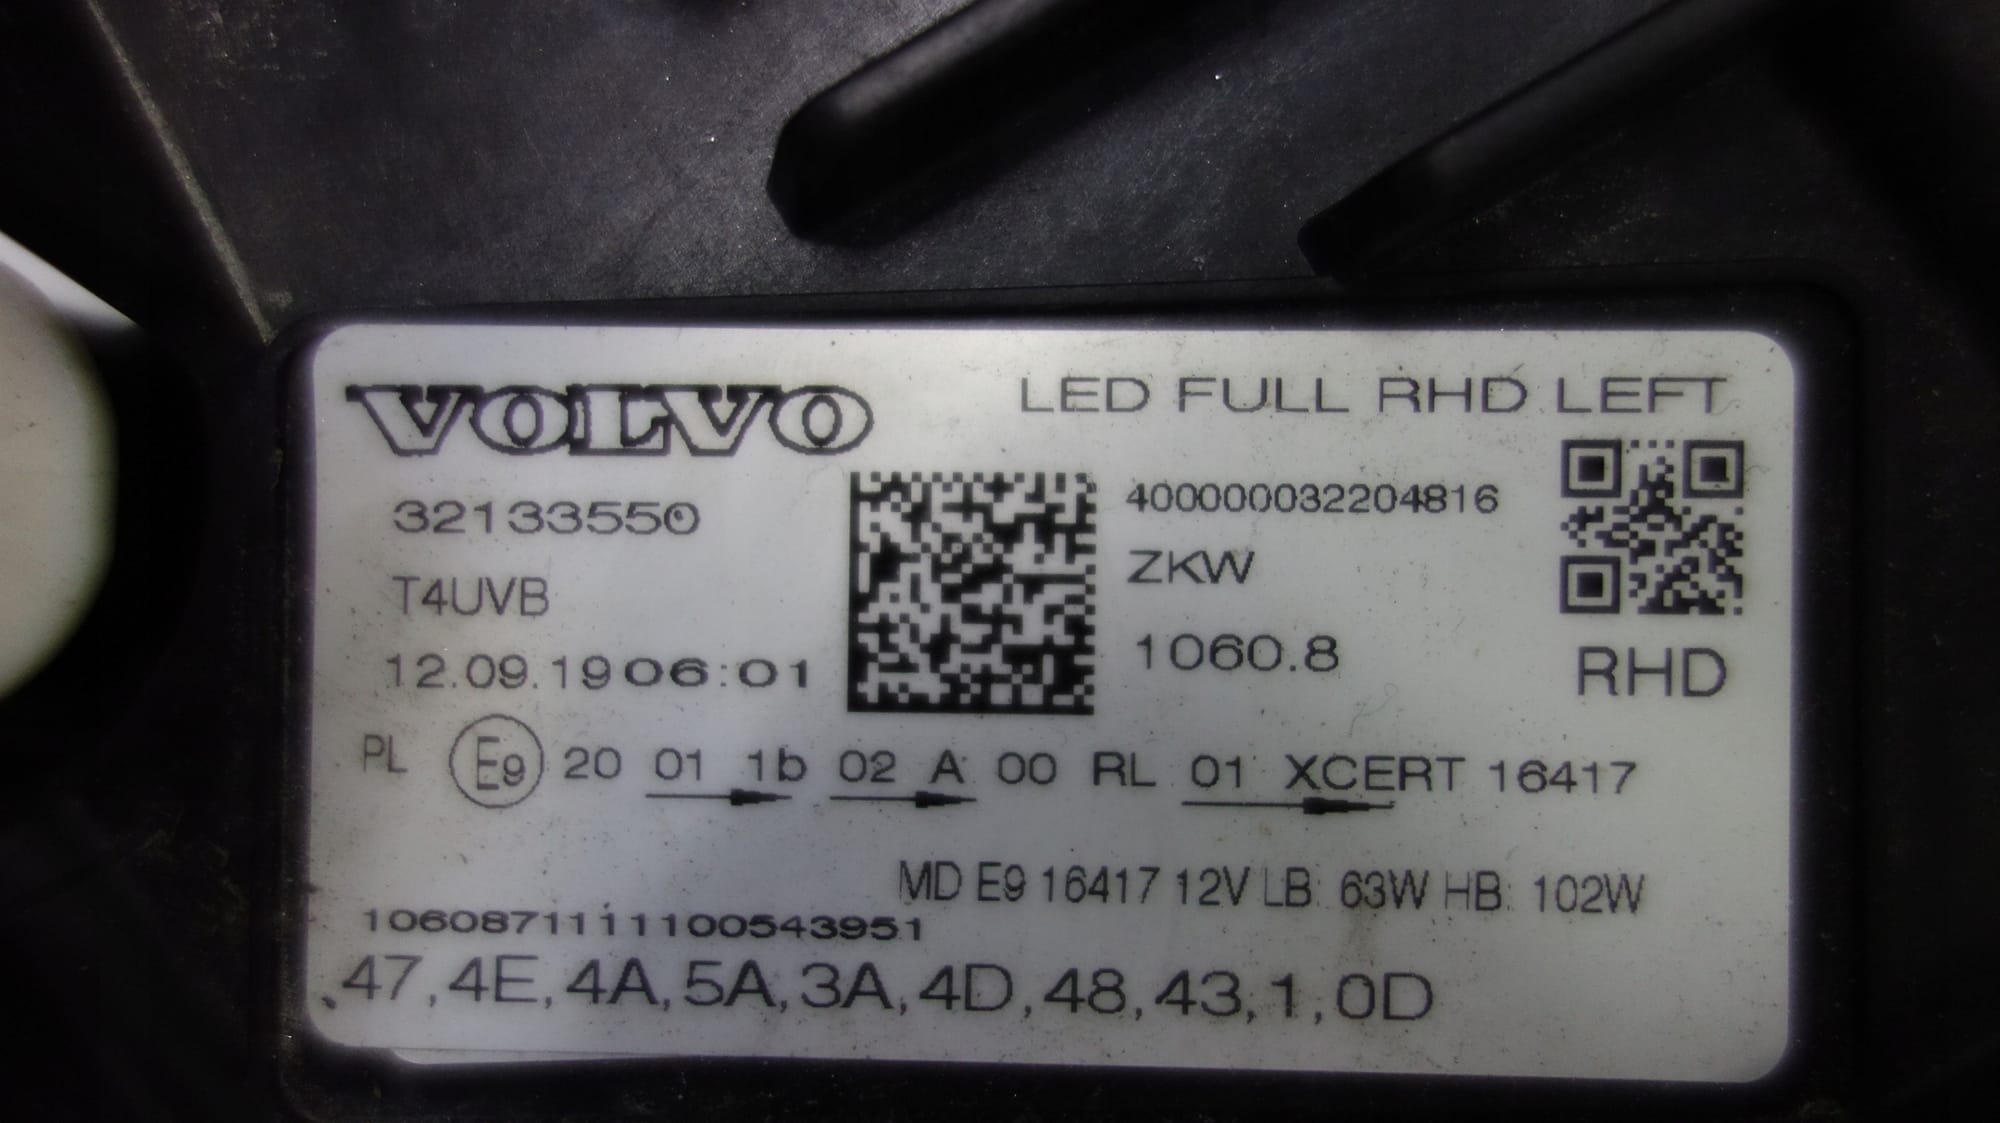 VOLVO
LED FULL RHD LEFT
32133550
400000032204816
T4UVB
ZKW
12.09.19 06:01
1060.8
RHD
PL E9 20 01 1b 02 A 00 RL 01 XCERT 16417
MD E9 16417 12V LB: 63W HB: 102W
1060871111100543951
47,4E,4A,5A,3A,4D,48,43,1,0D